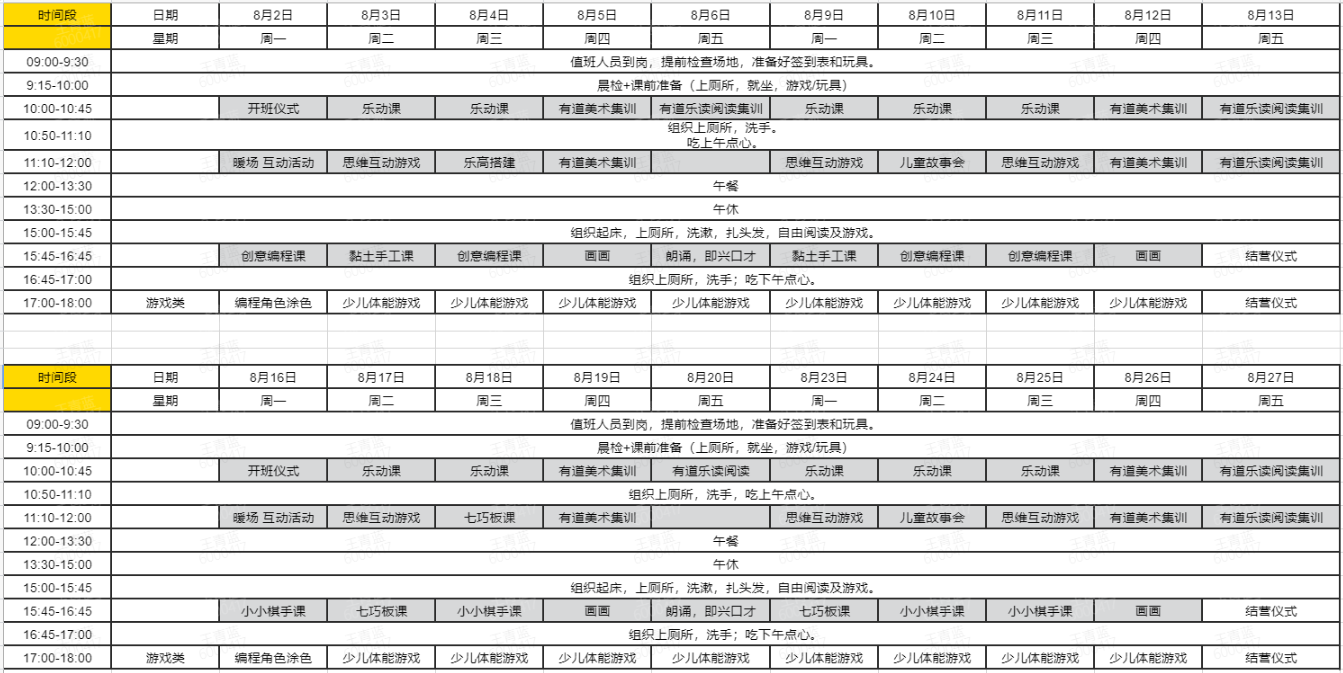 时间段 日期 8月2日 8月3日 8月4日 8月5日 8月6日 8月9日 8月10日 8月11日 8月12日 8月13日
星期 周一 周二 周三 周四 周五 周一 周二 周三 周四 周五
09:00-9:30 值班人员到岗，提前检查场地，准备好签到表和玩具。
9:15-10:00 晨检+课前准备（上厕所，就坐，游戏/玩具）
10:00-10:45 开班仪式 乐动课 乐动课 有道美术集训 有道乐读阅读集训 乐动课 乐动课 乐动课 有道美术集训 有道乐读阅读集训
10:50-11:10 组织上厕所，洗手。
吃上午点心。
11:10-12:00 暖场 互动活动 思维互动游戏 乐高搭建 有道美术集训 思维互动游戏 儿童故事会 思维互动游戏 有道美术集训 有道乐读阅读集训
12:00-13:30 午餐
13:30-15:00 午休
15:00-15:45 组织起床，上厕所，洗漱，扎头发，自由阅读及游戏。
15:45-16:45 创意编程课 黏土手工课 创意编程课 画画 朗诵，即兴口才 黏土手工课 创意编程课 创意编程课 画画 结营仪式
16:45-17:00 组织上厕所，洗手；吃下午点心。
17:00-18:00 游戏类 编程角色涂色 少儿体能游戏 少儿体能游戏 少儿体能游戏 少儿体能游戏 少儿体能游戏 少儿体能游戏 少儿体能游戏 少儿体能游戏 结营仪式
时间段 日期 8月16日 8月17日 8月18日 8月19日 8月20日 8月23日 8月24日 8月25日 8月26日 8月27日
星期 周一 周二 周三 周四 周五 周一 周二 周三 周四 周五
09:00-9:30 值班人员到岗，提前检查场地，准备好签到表和玩具。
9:15-10:00 晨检+课前准备（上厕所，就坐，游戏/玩具）
10:00-10:45 开班仪式 乐动课 乐动课 有道美术集训 有道乐读阅读 乐动课 乐动课 乐动课 有道美术集训 有道乐读阅读集训
10:50-11:10 组织上厕所，洗手，吃上午点心。
11:10-12:00 暖场 互动活动 思维互动游戏 七巧板课 有道美术集训 思维互动游戏 儿童故事会 思维互动游戏 有道美术集训 有道乐读阅读集训
12:00-13:30 午餐
13:30-15:00 午休
15:00-15:45 组织起床，上厕所，洗漱，扎头发，自由阅读及游戏。
15:45-16:45 小小棋手课 七巧板课 小小棋手课 画画 朗诵，即兴口才 七巧板课 小小棋手课 小小棋手课 画画 结营仪式
16:45-17:00 组织上厕所，洗手；吃下午点心。
17:00-18:00 游戏类 编程角色涂色 少儿体能游戏 少儿体能游戏 少儿体能游戏 少儿体能游戏 少儿体能游戏 少儿体能游戏 少儿体能游戏 少儿体能游戏 结营仪式